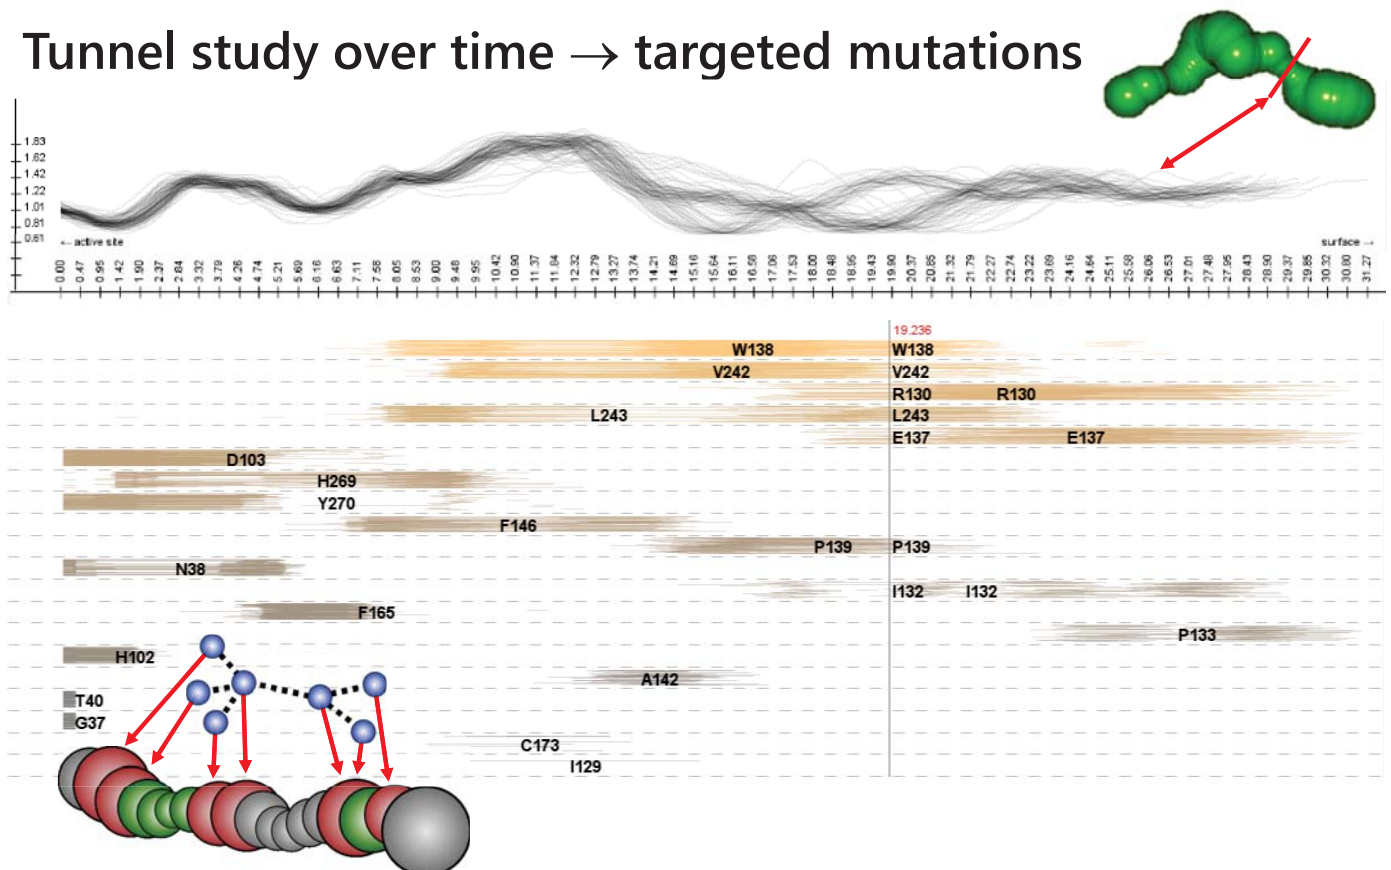 Tunnel study over time → targeted mutations
1.83
1.62
1.42
1.22
1.01
0.81
0.61
← active site
surface →
0.00 0.47 0.95 1.42 1.90 2.37 2.84 3.32 3.79 4.26 4.74 5.21 5.69 6.16 6.63 7.11 7.58 8.05 8.53 9.00 9.48 9.95 10.42 10.90 11.37 11.84 12.32 12.79 13.27 13.74 14.21 14.69 15.16 15.64 16.11 16.58 17.06 17.53 18.00 18.48 18.95 19.43 19.90 20.37 20.85 21.32 21.79 22.27 22.74 23.22 23.69 24.16 24.64 25.11 25.58 26.06 26.53 27.01 27.48 27.95 28.43 28.90 29.37 29.85 30.32 30.80 31.27
19.236
W138 W138
V242 V242
R130 R130
L243 L243
E137 E137
D103
H269
Y270
F146
P139 P139
N38
I132 I132
F165
P133
H102
A142
T40
G37
C173
I129